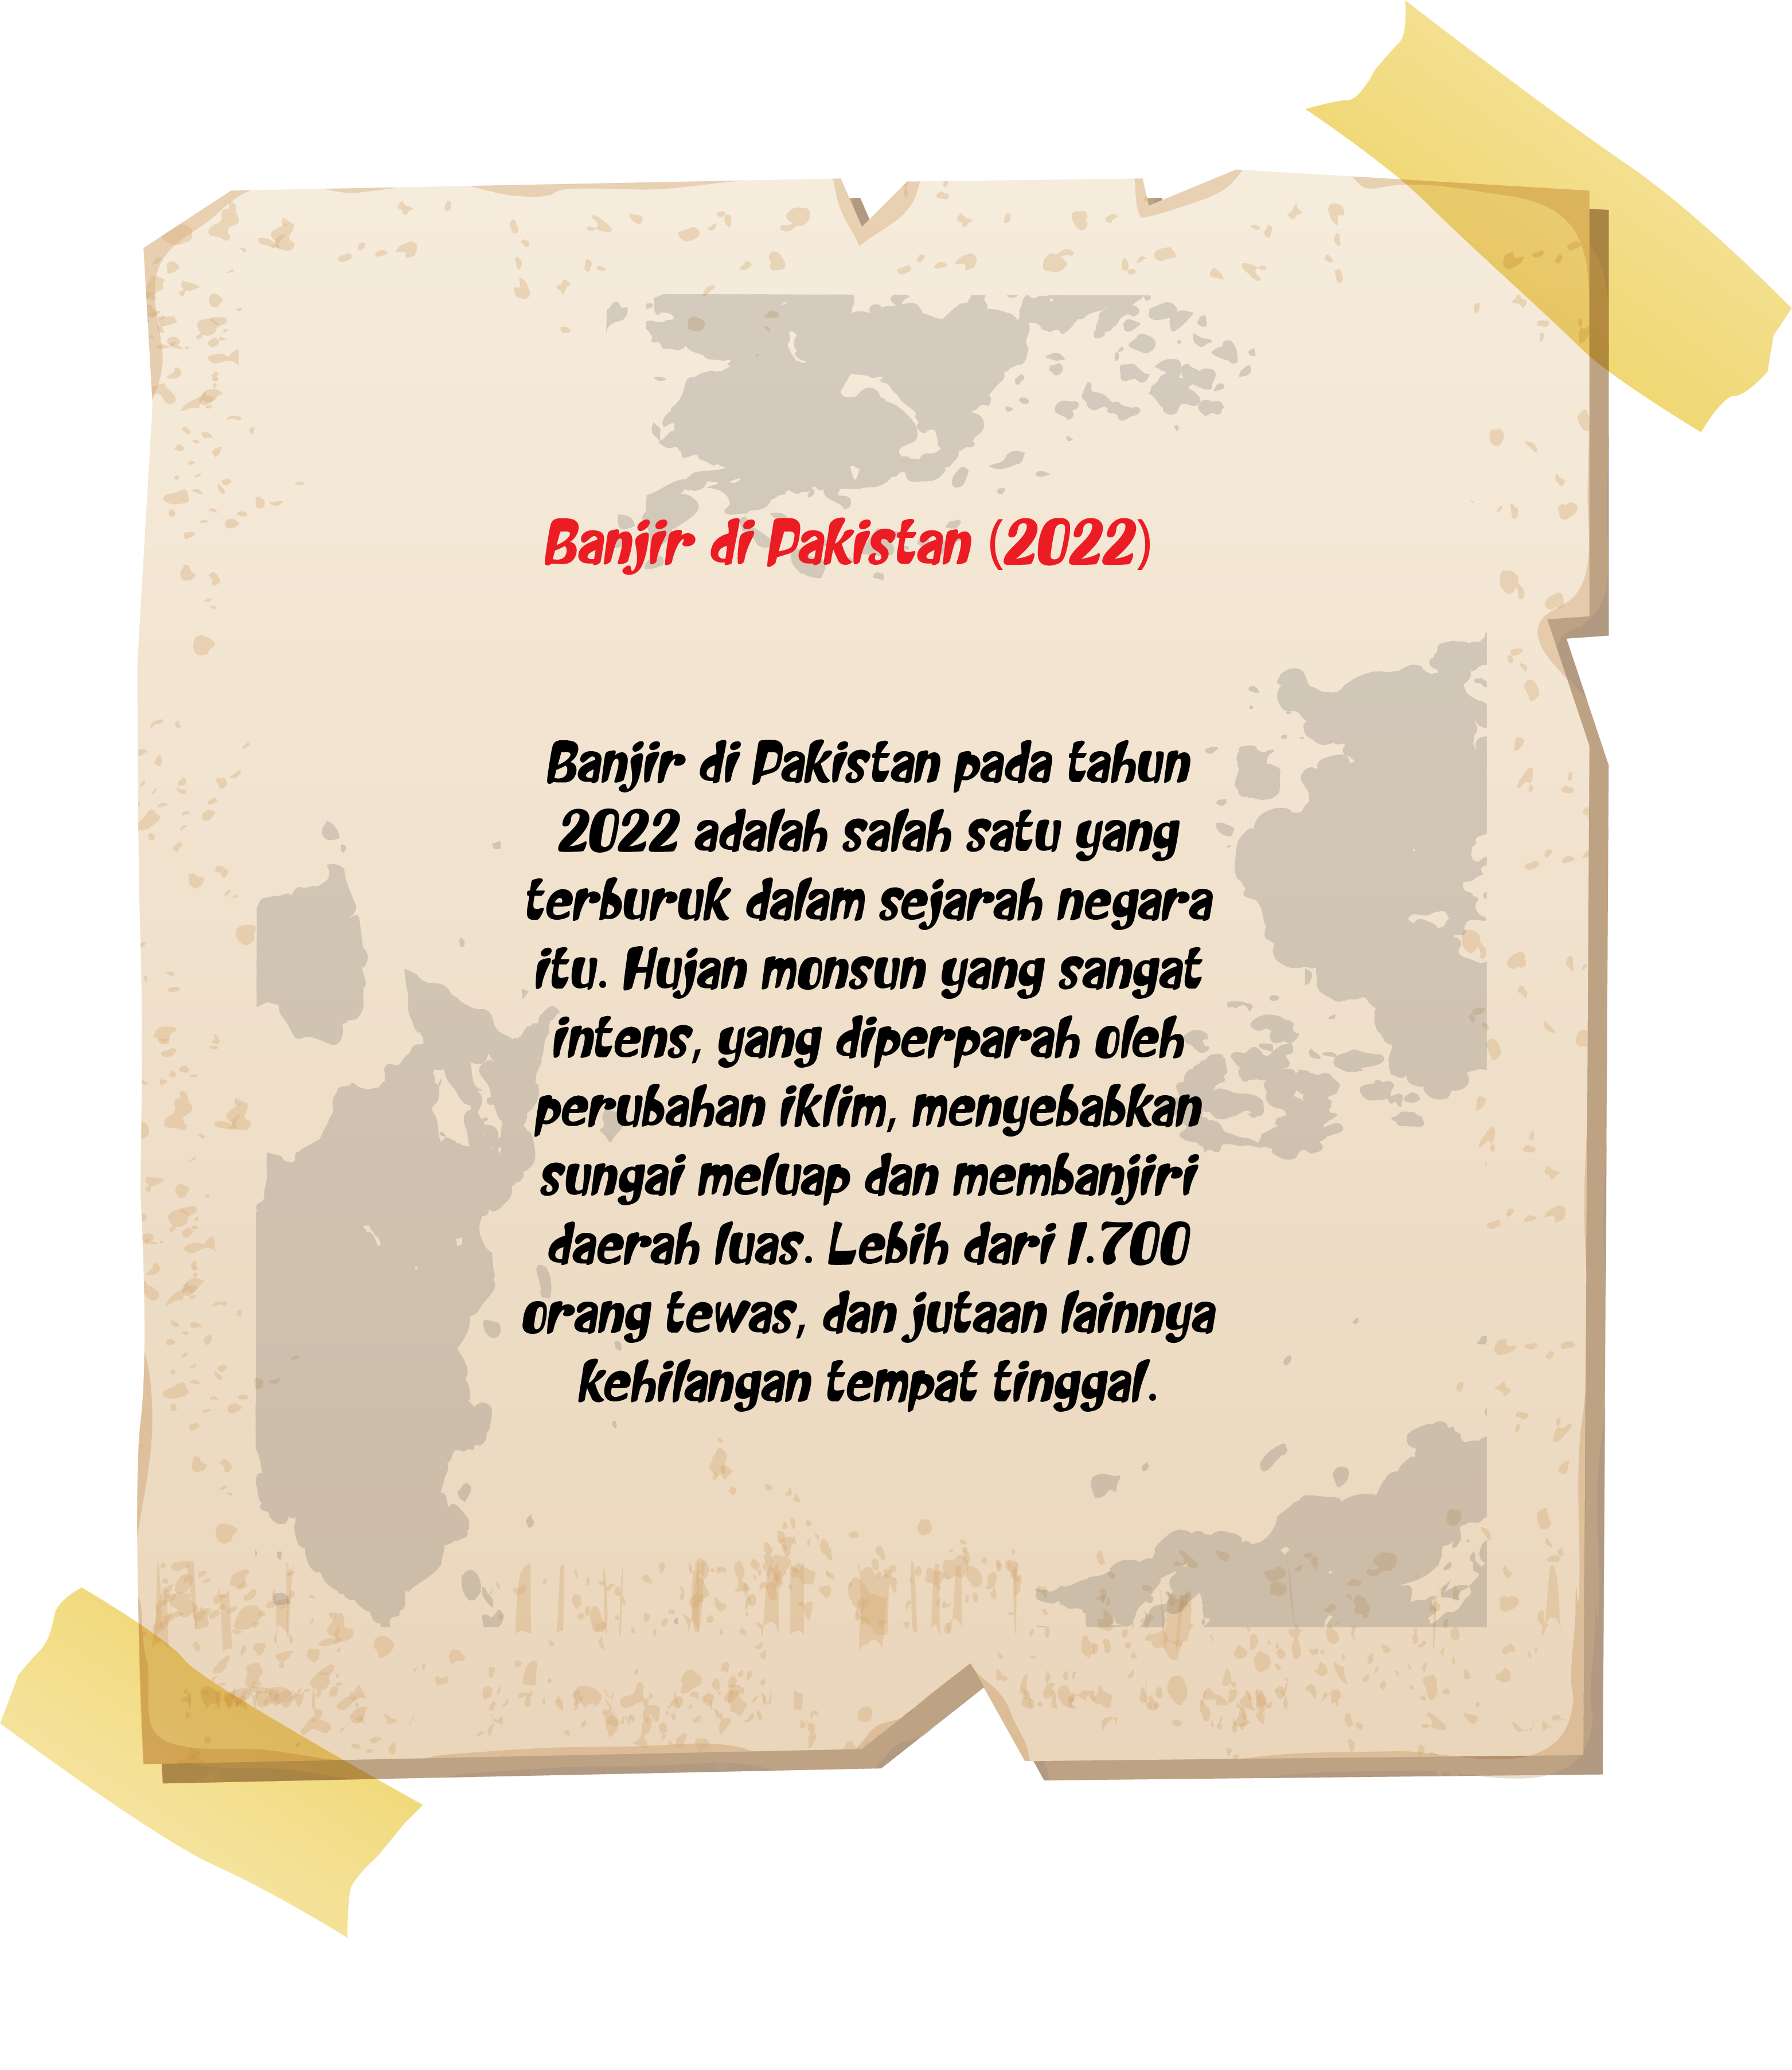 Banjir di Pakistan (2022)
Banjir di Pakistan pada tahun
2022 adalah salah satu yang
terburuk dalam sejarah negara
itu. Hujan monsun yang sangat
intens, yang diperparah oleh
perubahan iklim, menyebabkan
sungai meluap dan membanjiri
daerah luas. Lebih dari 1.700
orang tewas, dan jutaan lainnya
kehilangan tempat tinggal.